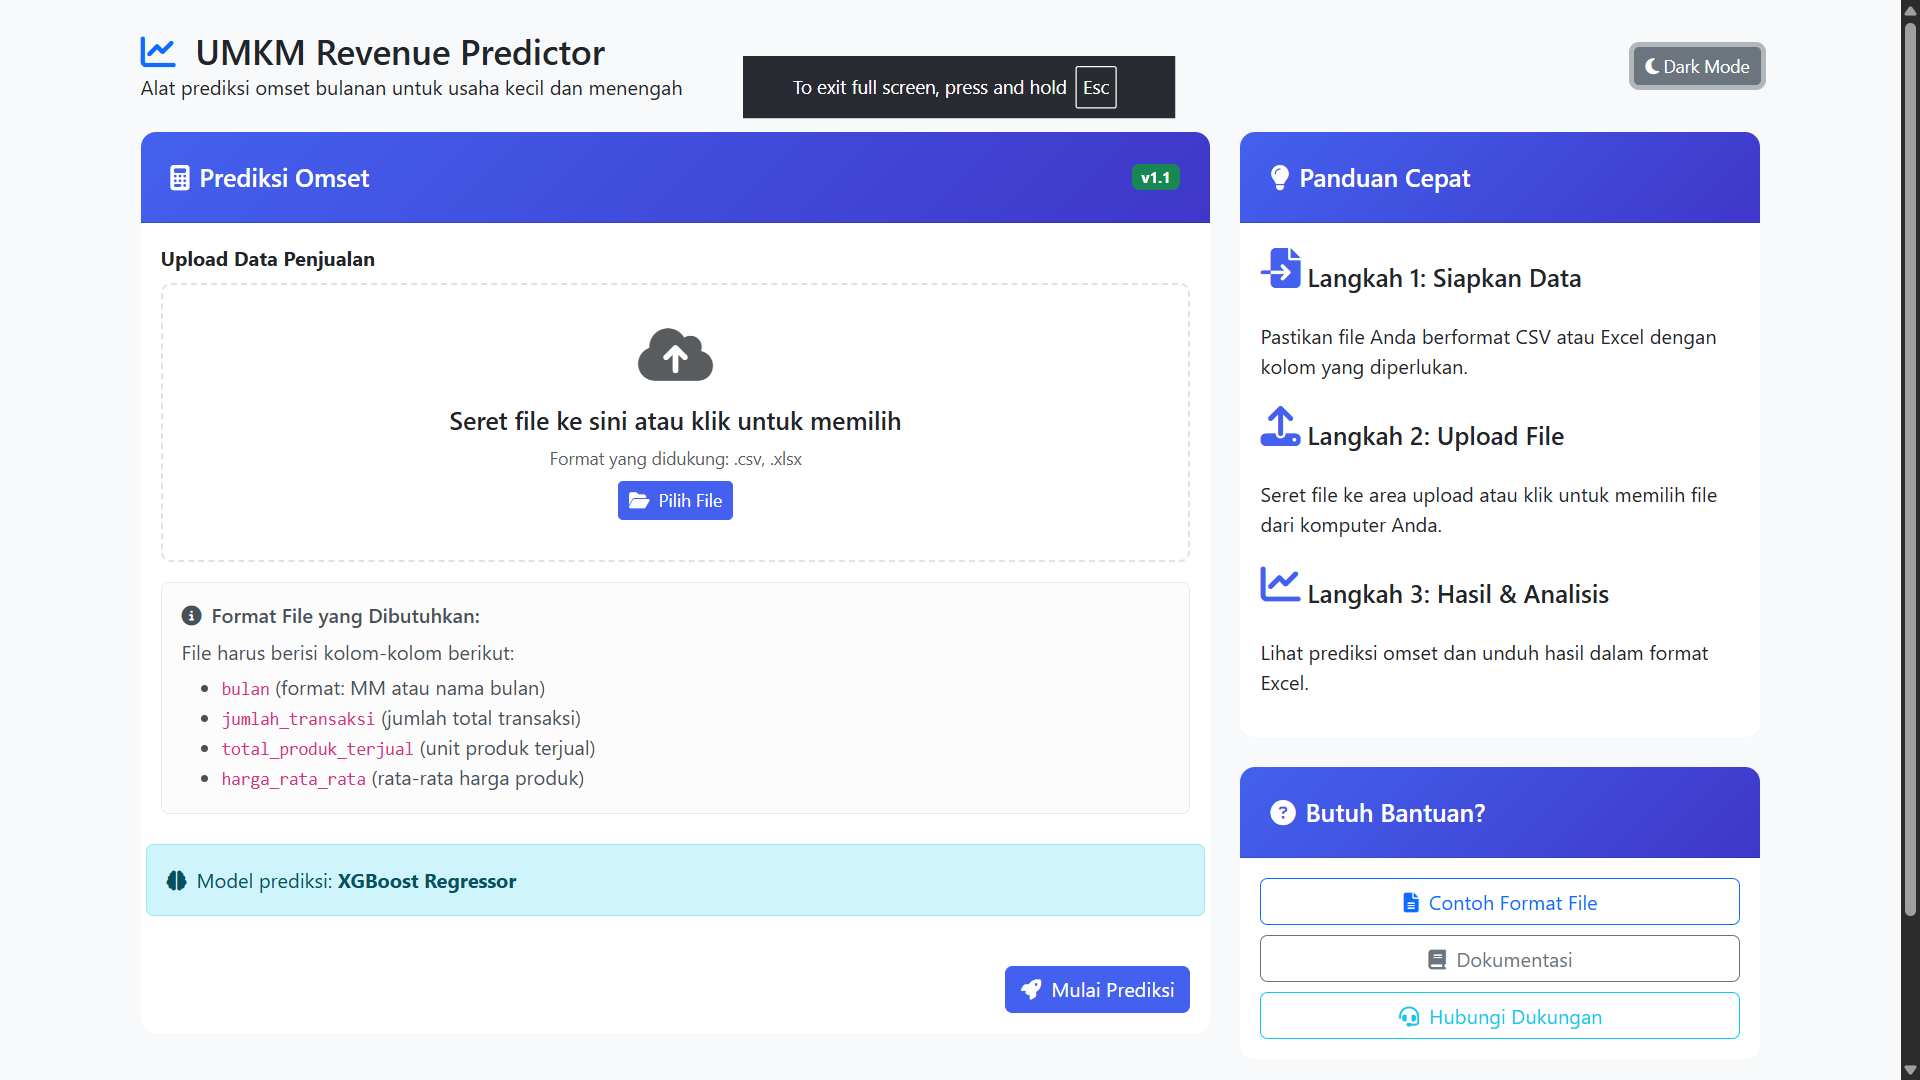 UMKM Revenue Predictor
Alat prediksi omset bulanan untuk usaha kecil dan menengah
To exit full screen, press and hold Esc
Dark Mode
Prediksi Omset
v1.1
Upload Data Penjualan
Seret file ke sini atau klik untuk memilih
Format yang didukung: .csv, .xlsx
Pilih File
Format File yang Dibutuhkan:
File harus berisi kolom-kolom berikut:
bulan (format: MM atau nama bulan)
jumlah_transaksi (jumlah total transaksi)
total_produk_terjual (unit produk terjual)
harga_rata_rata (rata-rata harga produk)
Model prediksi: XGBoost Regressor
Mulai Prediksi
Panduan Cepat
Langkah 1: Siapkan Data
Pastikan file Anda berformat CSV atau Excel dengan
kolom yang diperlukan.
Langkah 2: Upload File
Seret file ke area upload atau klik untuk memilih file
dari komputer Anda.
Langkah 3: Hasil & Analisis
Lihat prediksi omset dan unduh hasil dalam format
Excel.
Butuh Bantuan?
Contoh Format File
Dokumentasi
Hubungi Dukungan